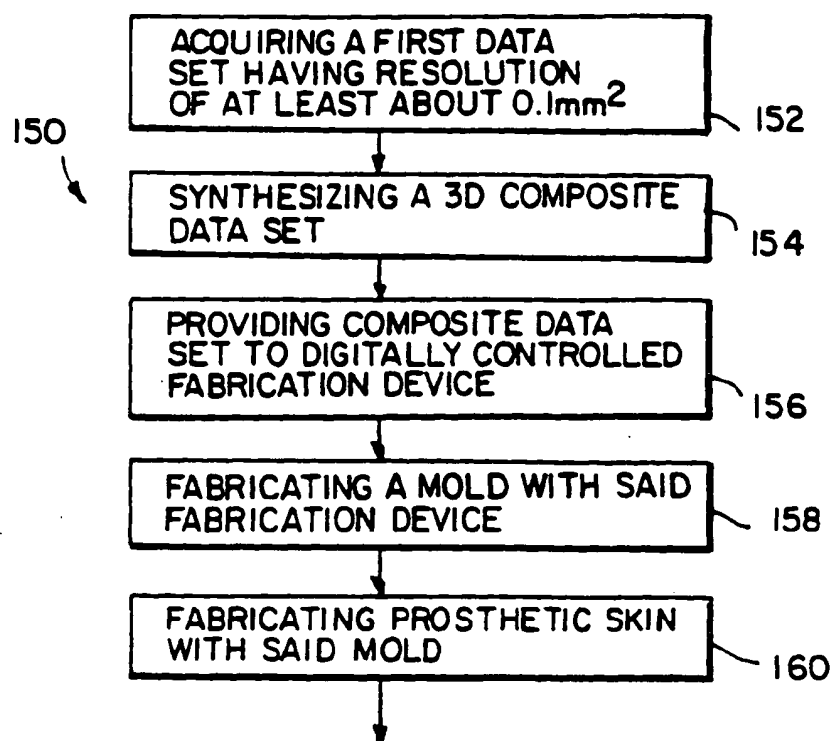 ACQUIRING A FIRST DATA
SET HAVING RESOLUTION
OF AT LEAST ABOUT 0.1mm²
152
150
SYNTHESIZING A 3D COMPOSITE
DATA SET
154
PROVIDING COMPOSITE DATA
SET TO DIGITALLY CONTROLLED
FABRICATION DEVICE
156
FABRICATING A MOLD WITH SAID
FABRICATION DEVICE
158
FABRICATING PROSTHETIC SKIN
WITH SAID MOLD
160